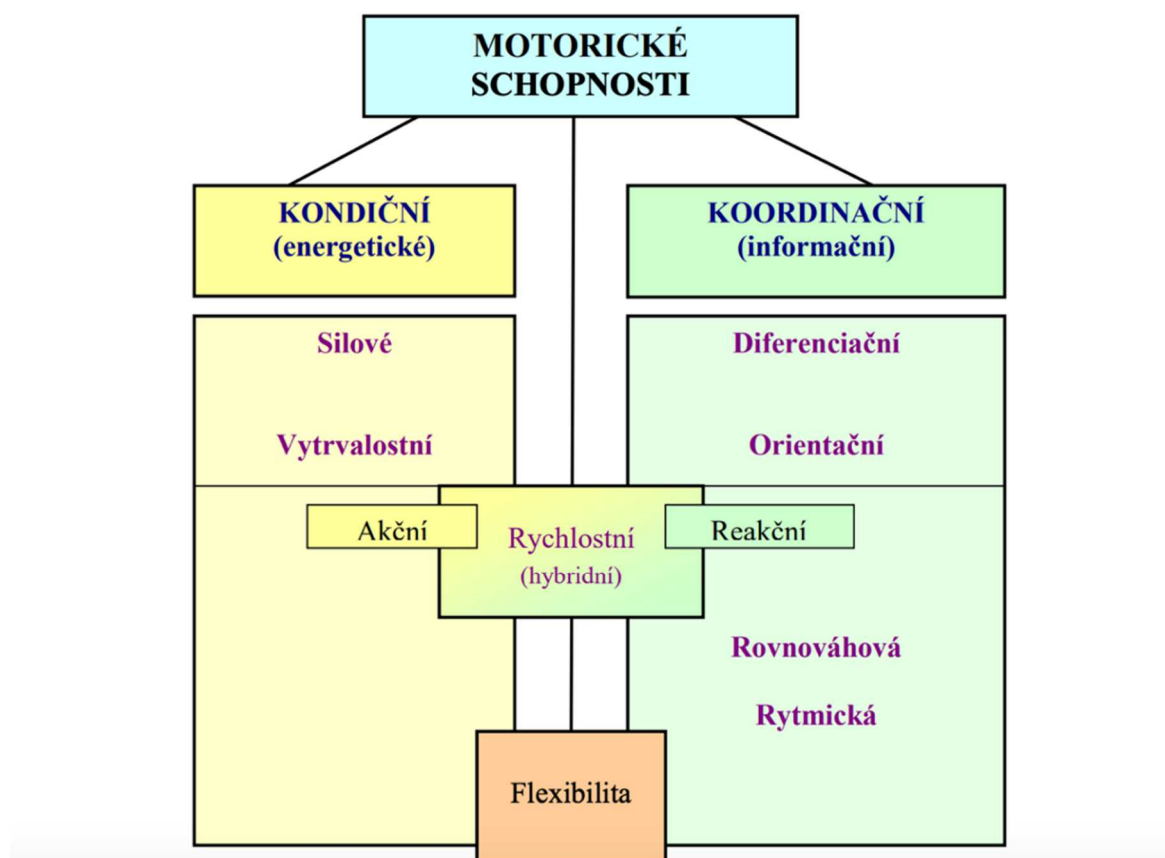 MOTORICKÉ
SCHOPNOSTI
KONDIČNÍ
(energetické)
KOORDINAČNÍ
(informační)
Silové
Diferenciační
Vytrvalostní
Orientační
Akční
Rychlostní
(hybridní)
Reakční
Rovnováhová
Rytmická
Flexibilita